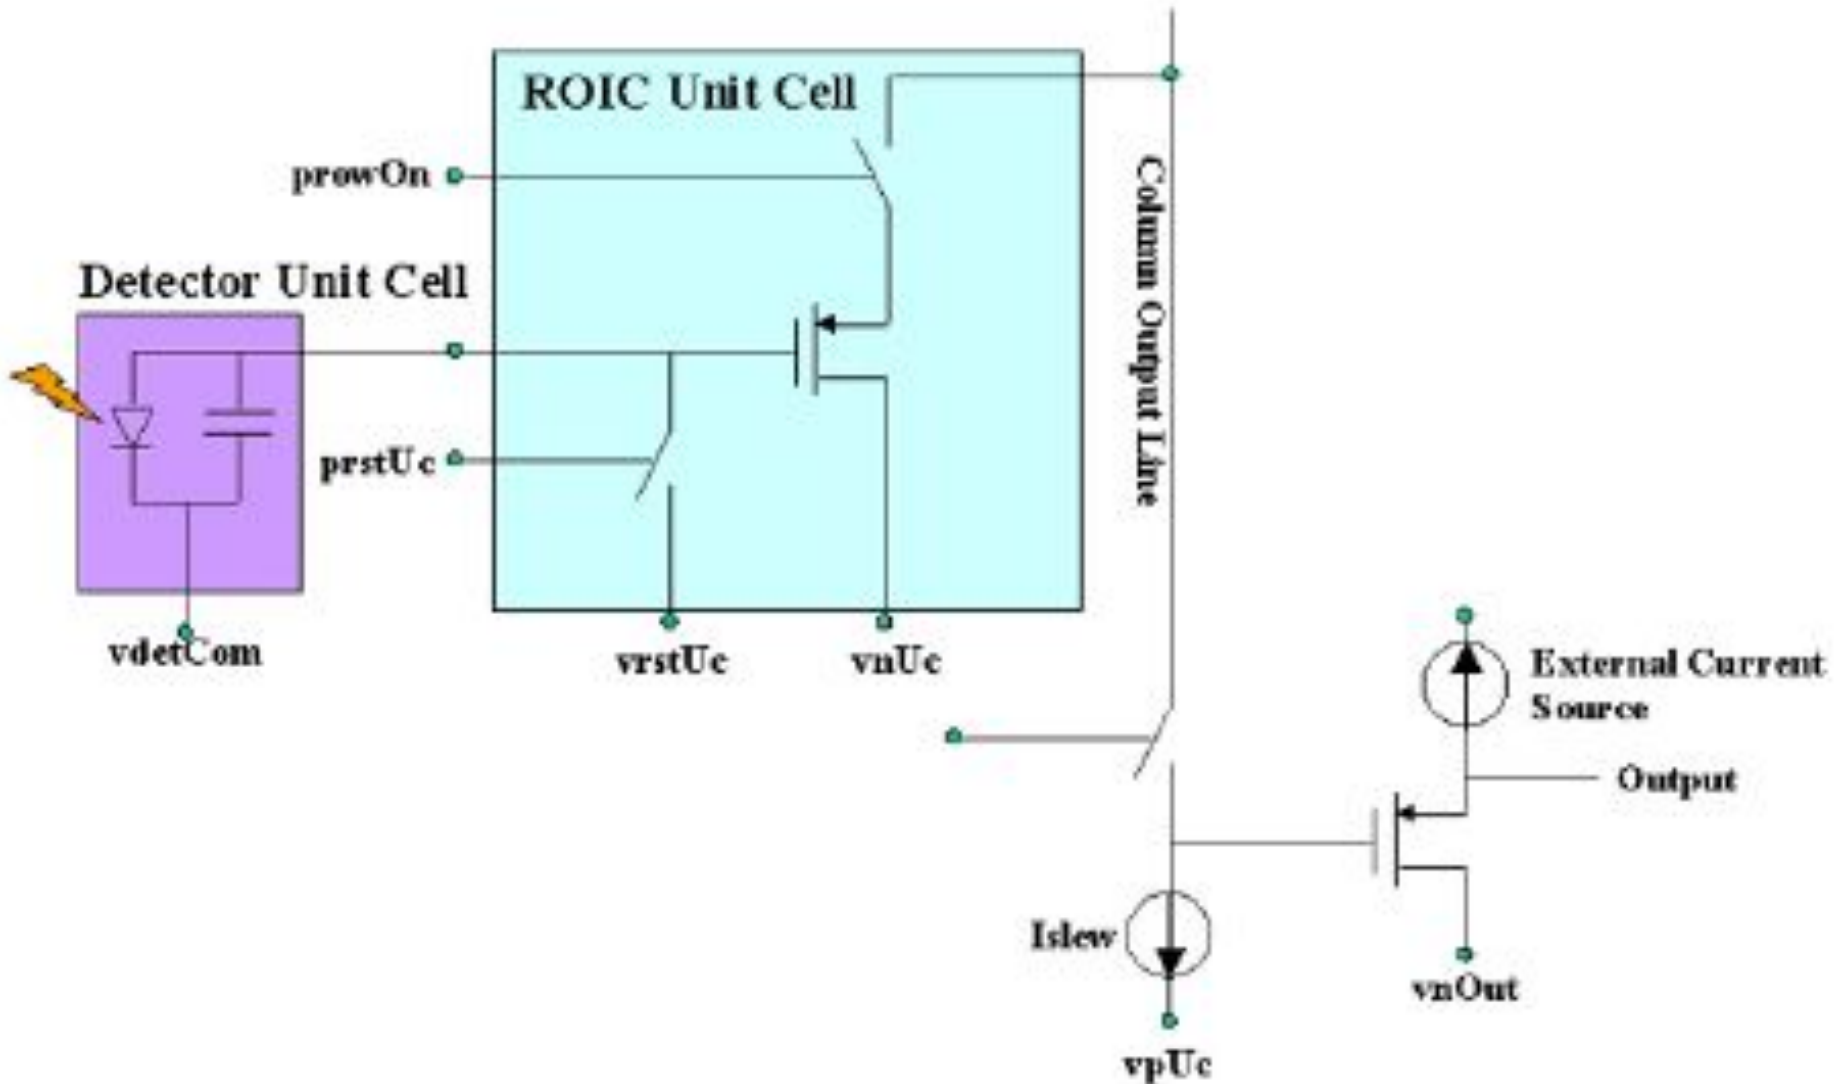 ROIC Unit Cell
prowOn
Column Output Line
Detector Unit Cell
prstUc
vdetCom
vrstUc
vnUc
External Current
Source
Output
Islew
vnOut
vpUc